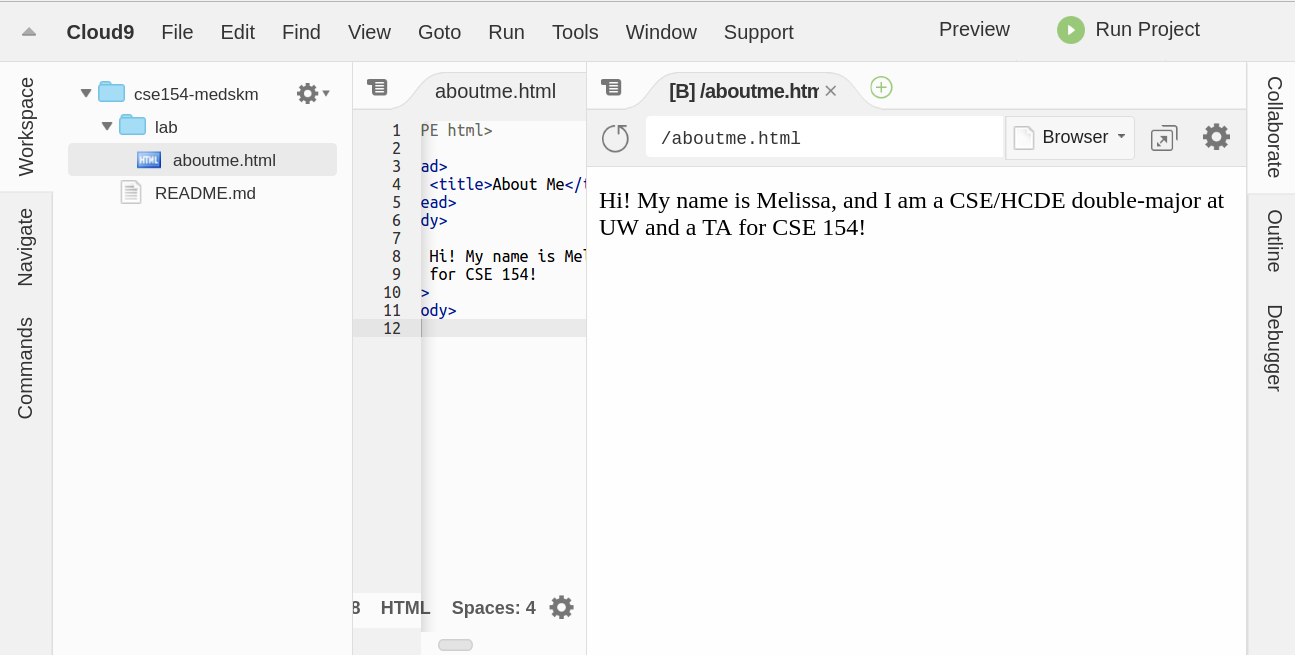 Cloud9 File Edit Find View Goto Run Tools Window Support Preview Run Project
Workspace
Navigate
Commands
cse154-medskm
lab
aboutme.html
README.md
aboutme.html
1 PE html>
2
3 ad>
4 <title>About Me</t
5 ead>
6 dy>
7
8 Hi! My name is Mel
9 for CSE 154!
10 >
11 ody>
12
8 HTML Spaces: 4
[B] /aboutme.htm
/aboutme.html Browser
Hi! My name is Melissa, and I am a CSE/HCDE double-major at
UW and a TA for CSE 154!
Collaborate
Outline
Debugger